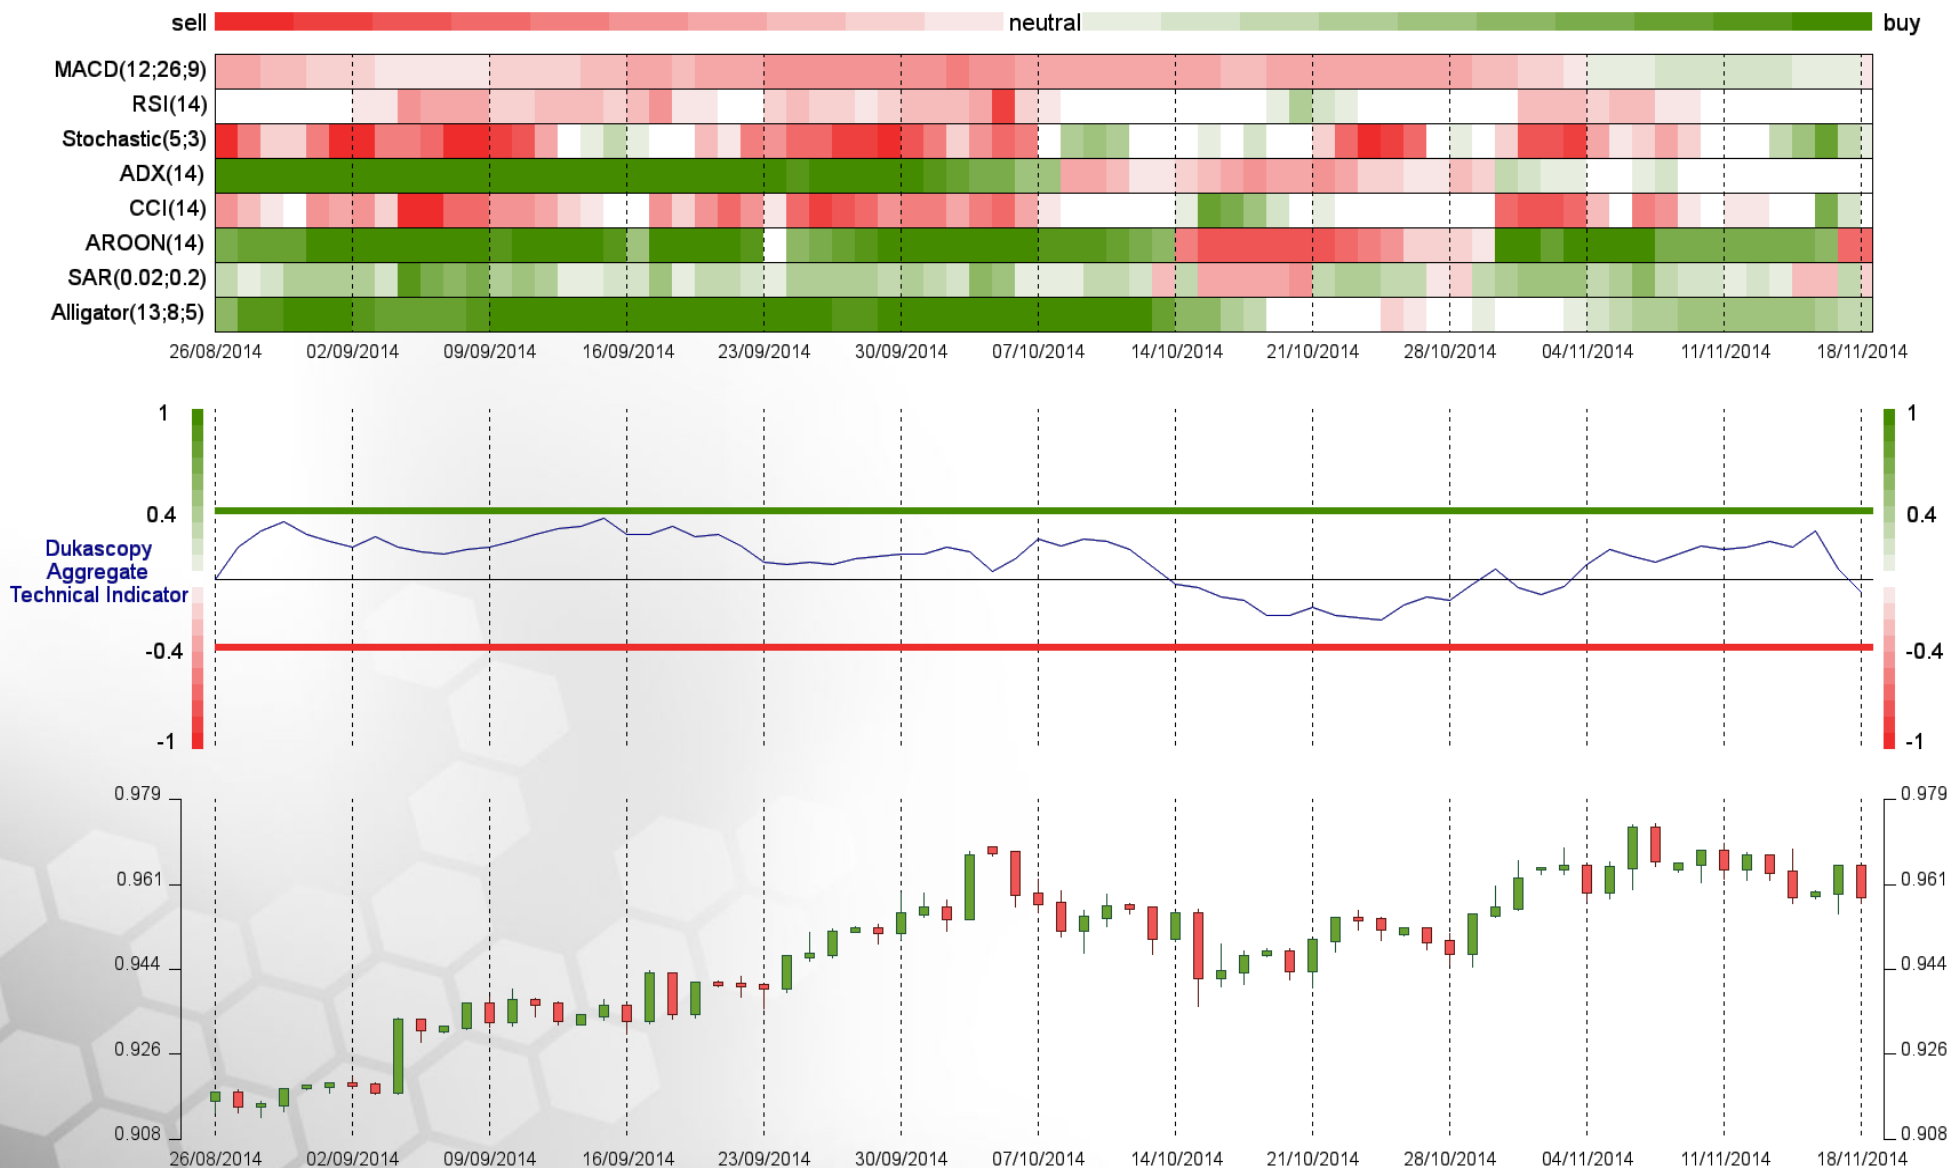 sell neutral buy
MACD(12;26;9)
RSI(14)
Stochastic(5;3)
ADX(14)
CCI(14)
AROON(14)
SAR(0.02;0.2)
Alligator(13;8;5)
26/08/2014 02/09/2014 09/09/2014 16/09/2014 23/09/2014 30/09/2014 07/10/2014 14/10/2014 21/10/2014 28/10/2014 04/11/2014 11/11/2014 18/11/2014
1 1
0.4 0.4
Dukascopy
Aggregate
Technical Indicator
-0.4 -0.4
-1 -1
0.979 0.979
0.961 0.961
0.944 0.944
0.926 0.926
0.908 0.908
26/08/2014 02/09/2014 09/09/2014 16/09/2014 23/09/2014 30/09/2014 07/10/2014 14/10/2014 21/10/2014 28/10/2014 04/11/2014 11/11/2014 18/11/2014